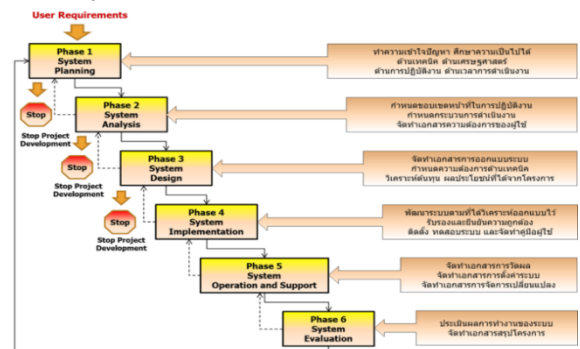 User Requirements
Phase 1
System
Planning
ทำความเข้าใจปัญหา ศึกษาความเป็นไปได้
ด้านเทคนิค ด้านเศรษฐศาสตร์
ด้านการปฏิบัติงาน ด้านเวลาการดำเนินงาน
Stop
Stop Project
Development
Phase 2
System
Analysis
กำหนดขอบเขตหน้าที่ในการปฏิบัติงาน
กำหนดกระบวนการดำเนินงาน
จัดทำเอกสารความต้องการของผู้ใช้
Stop
Stop Project
Development
Phase 3
System
Design
จัดทำเอกสารการออกแบบระบบ
กำหนดความต้องการด้านเทคนิค
วิเคราะห์ต้นทุน ผลประโยชน์ที่ได้จากโครงการ
Stop
Stop Project
Development
Phase 4
System
Implementation
พัฒนาระบบตามที่ได้วิเคราะห์ออกแบบไว้
รับรองและยืนยันความถูกต้อง
ติดตั้ง ทดสอบระบบ และจัดทำคู่มือผู้ใช้
Phase 5
System
Operation and Support
จัดทำเอกสารการวัดผล
จัดทำเอกสารการตั้งค่าระบบ
จัดทำเอกสารการจัดการเปลี่ยนแปลง
Phase 6
System
Evaluation
ประเมินผลการทำงานของระบบ
จัดทำเอกสารสรุปโครงการ